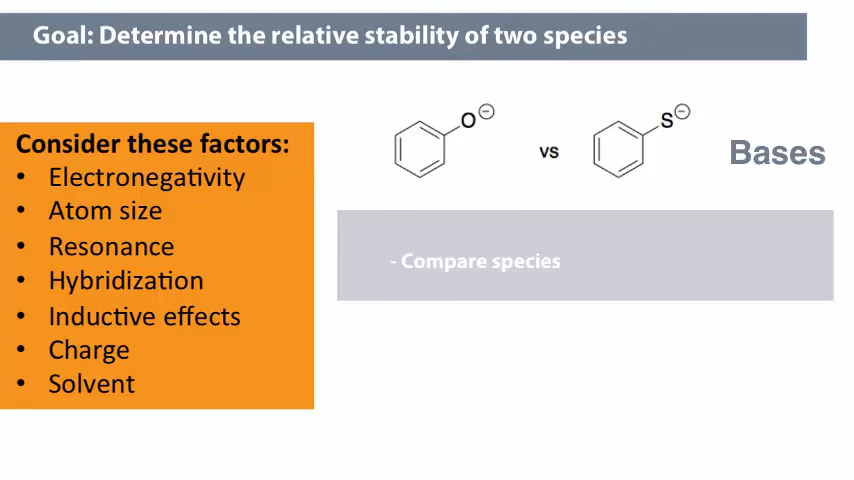 Goal: Determine the relative stability of two species
Consider these factors:
• Electronegativity
• Atom size
• Resonance
• Hybridization
• Inductive effects
• Charge
• Solvent
O⊖ vs S⊖ Bases
- Compare species